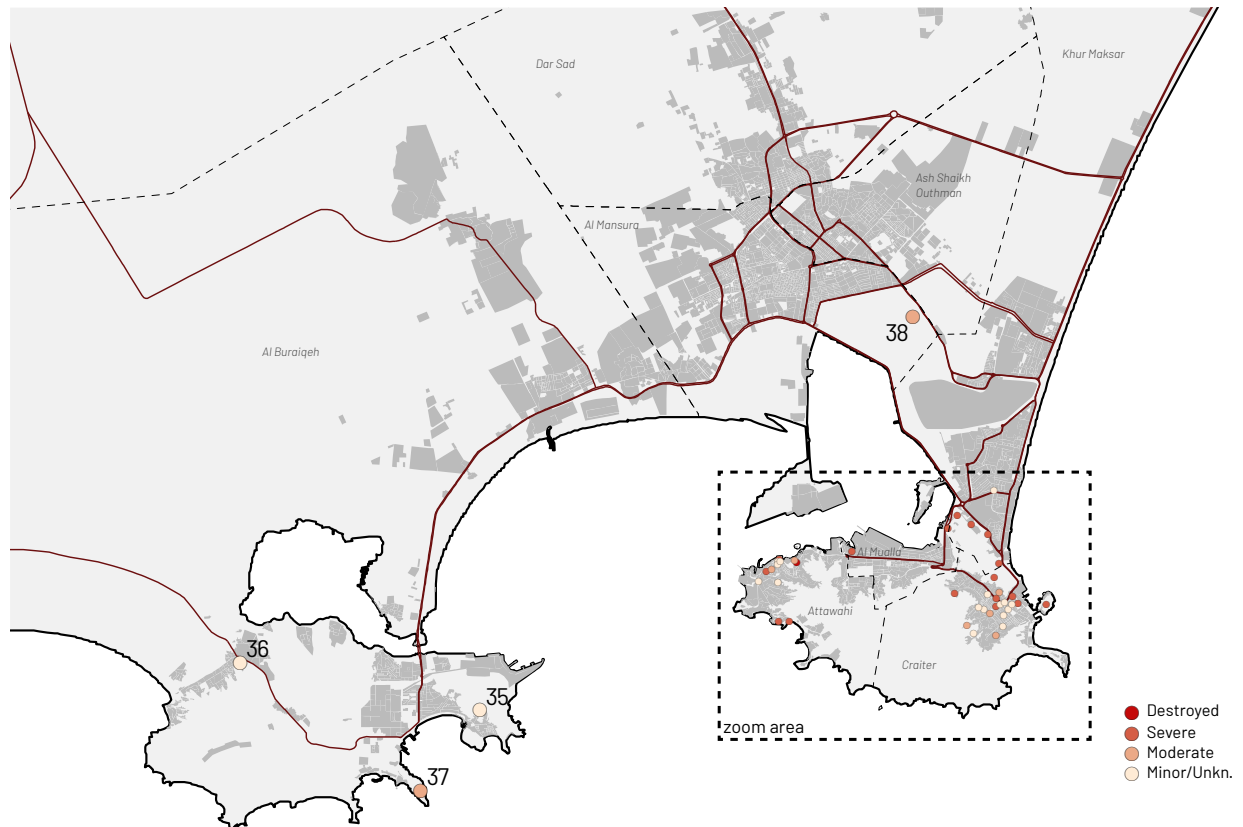 Dar Sad
Khur Maksar
Ash Shaikh
Outhman
Al Mansura
38
Al Buraiqeh
Al Mualla
Attawahi
36
Craiter
35
zoom area
37
Destroyed
Severe
Moderate
Minor/Unkn.